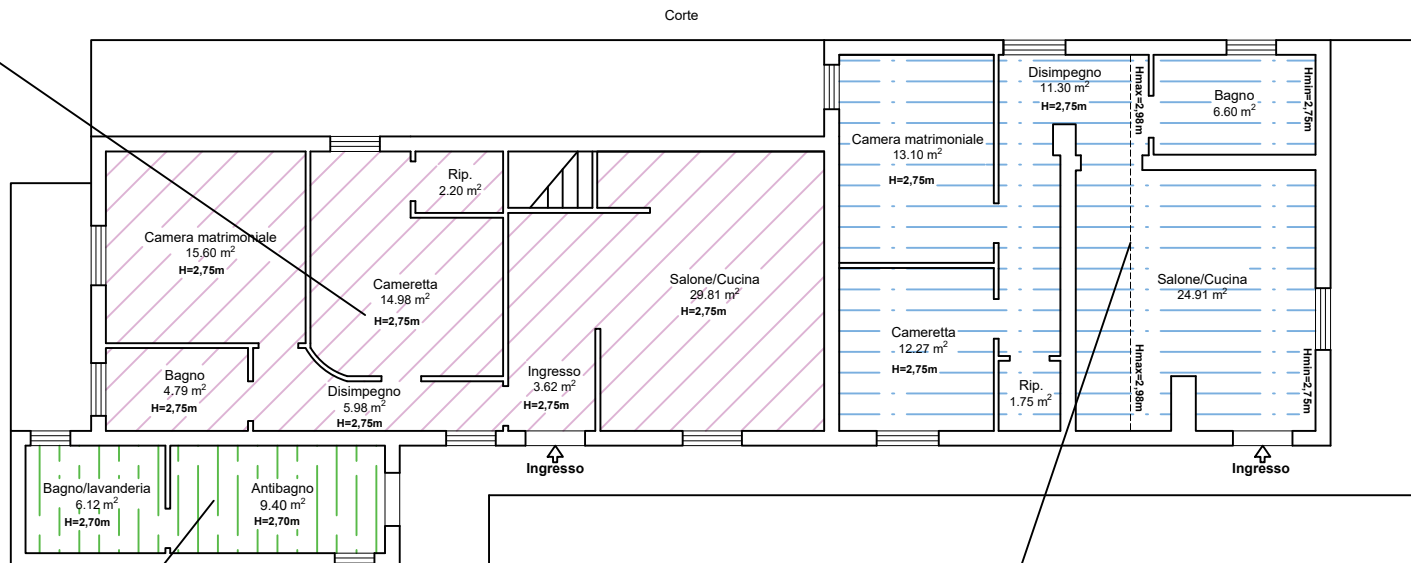 Corte
Disimpegno
11.30 m²
H=2,75m
Hmax=2,98m
Bagno
6.60 m²
Hmin=2,75m
Camera matrimoniale
13.10 m²
H=2,75m
Rip.
2.20 m²
Camera matrimoniale
15.60 m²
H=2,75m
Cameretta
14.98 m²
H=2,75m
Salone/Cucina
29.81 m²
H=2,75m
Salone/Cucina
24.91 m²
Cameretta
12.27 m²
H=2,75m
Hmax=2,98m
Hmin=2,75m
Bagno
4.79 m²
H=2,75m
Disimpegno
5.98 m²
H=2,75m
Ingresso
3.62 m²
H=2,75m
Rip.
1.75 m²
Ingresso
Ingresso
Bagno/lavanderia
6.12 m²
H=2,70m
Antibagno
9.40 m²
H=2,70m